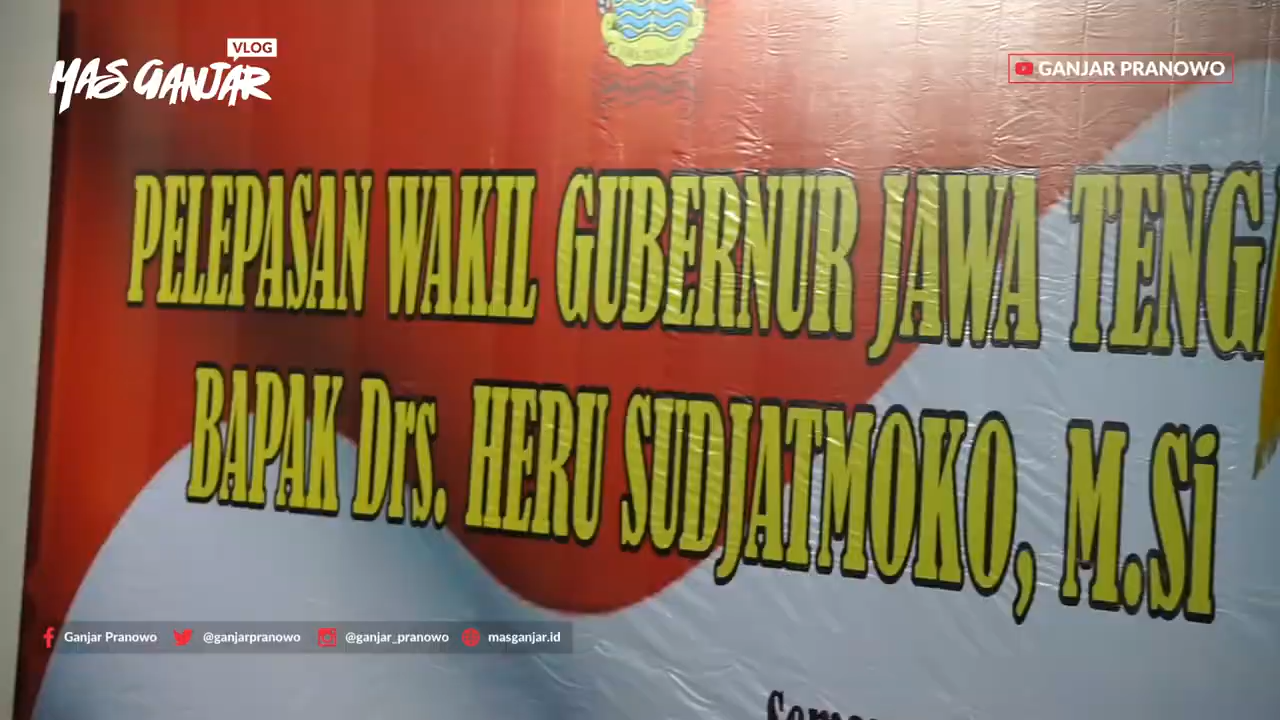 VLOG
MAS GANJAR
GANJAR PRANOWO
PELEPASAN WAKIL GUBERNUR JAWA TENGA
BAPAK Drs. HERU SUDJATMOKO, M.Si
Ganjar Pranowo @ganjarpranowo @ganjar_pranowo masganjar.id